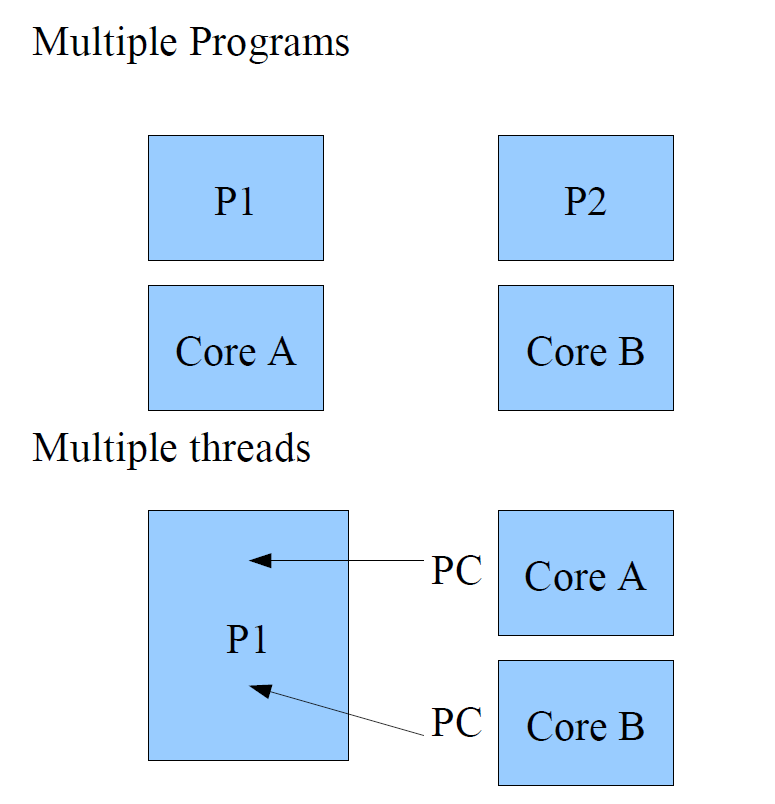 Multiple Programs
P1
P2
Core A
Core B
Multiple threads
PC
Core A
P1
PC
Core B